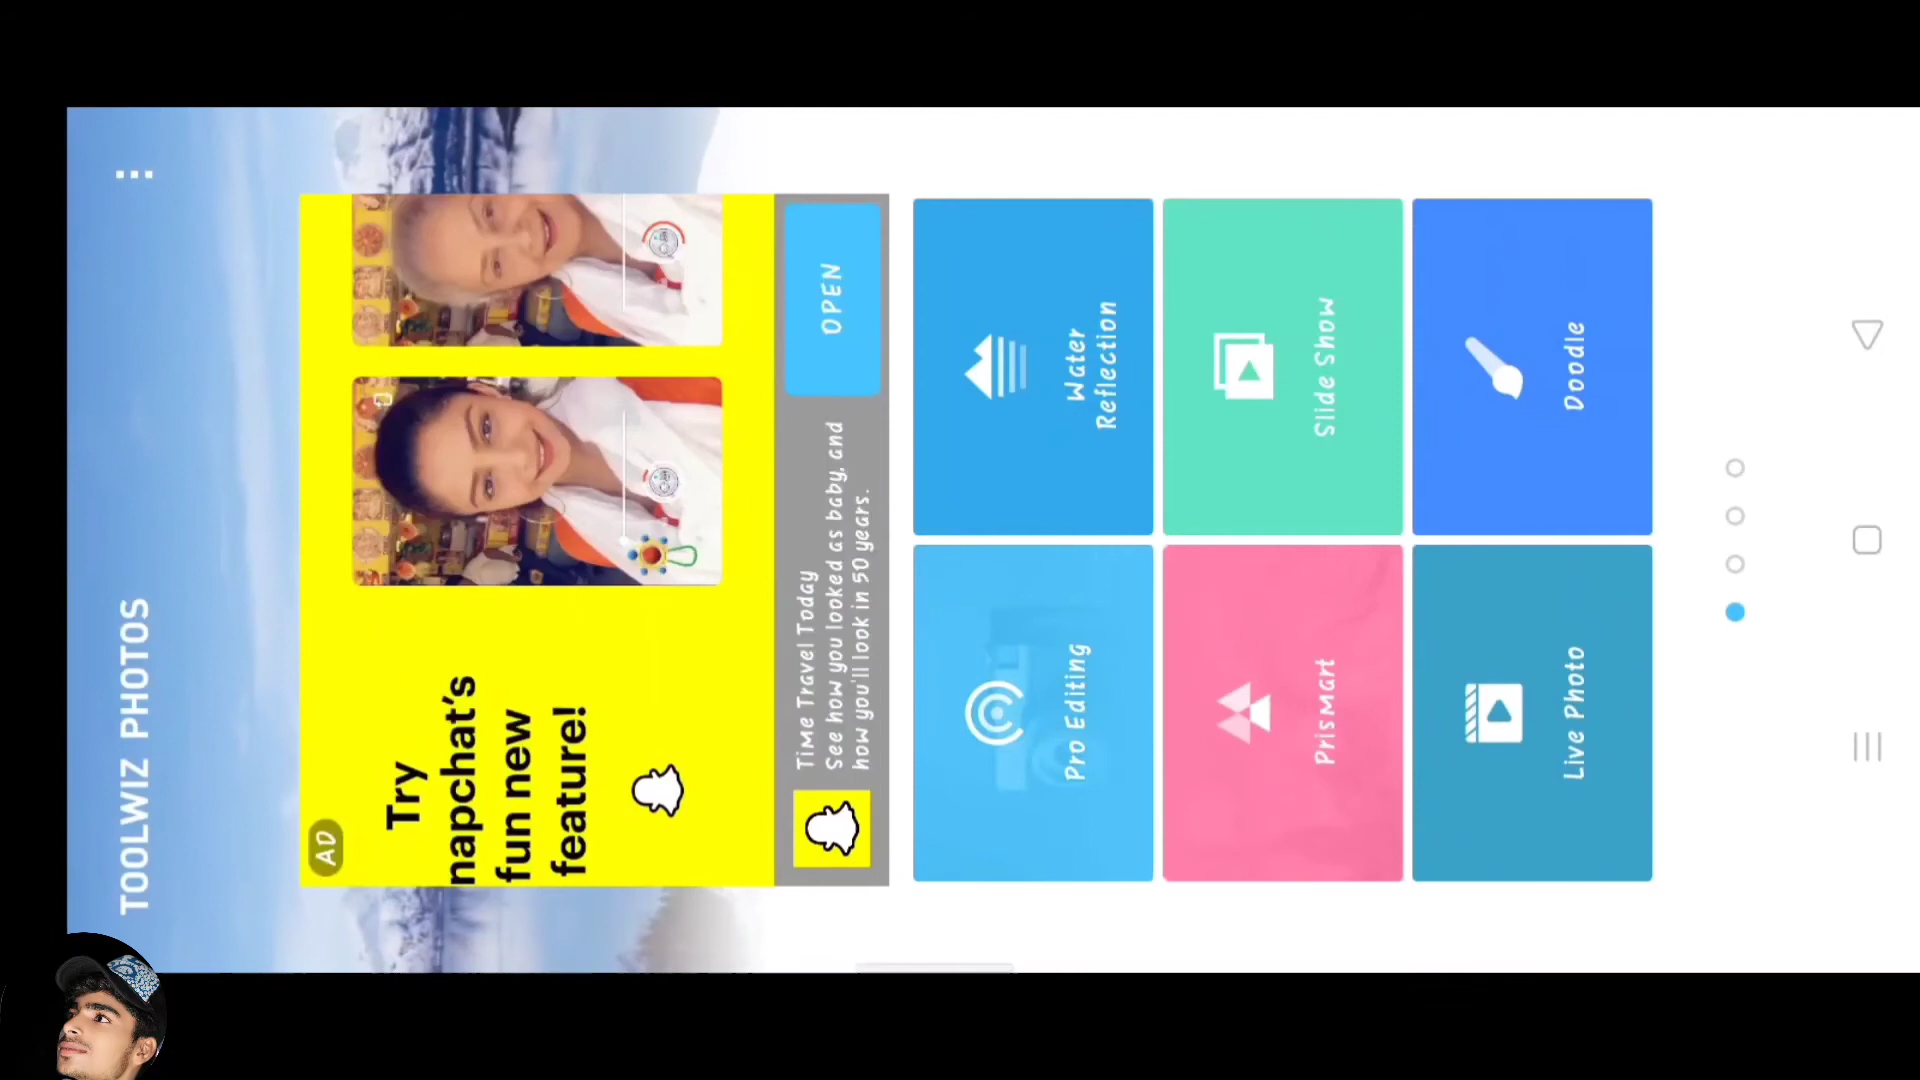 TOOLWIZ PHOTOS
AD
Try
napchat's
fun new
feature!
Time Travel Today
See how you looked as baby, and
how you'll look in 50 years.
OPEN
Pro Editing
Water
Reflection
Prismart
Slide Show
Live Photo
Doodle